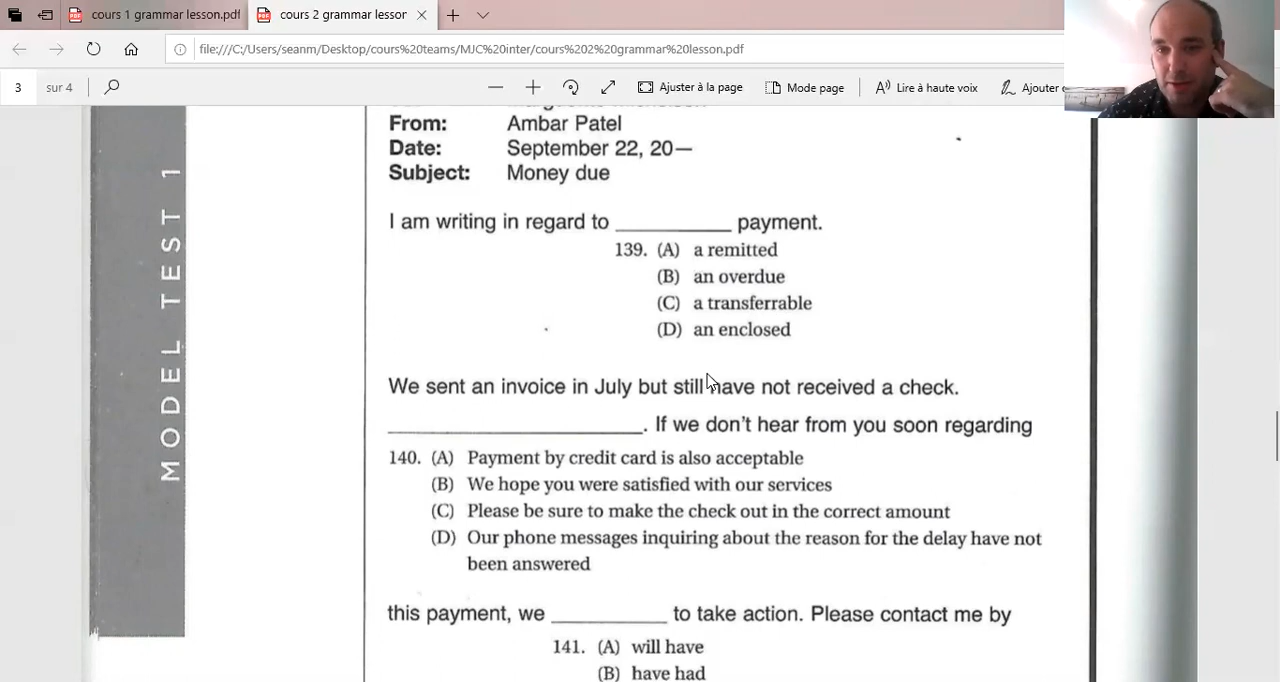 cours 1 grammar lesson.pdf
cours 2 grammar lesson
file:///C:/Users/seanm/Desktop/cours%20teams/MJC%20inter/cours%202%20grammar%20lesson.pdf
3 sur 4
Ajuster à la page
Mode page
Lire à haute voix
Ajouter
MODEL TEST 1
From: Ambar Patel
Date: September 22, 20—
Subject: Money due
I am writing in regard to __________ payment.
139. (A) a remitted
(B) an overdue
(C) a transferrable
(D) an enclosed
We sent an invoice in July but still have not received a check.
______________________. If we don't hear from you soon regarding
140. (A) Payment by credit card is also acceptable
(B) We hope you were satisfied with our services
(C) Please be sure to make the check out in the correct amount
(D) Our phone messages inquiring about the reason for the delay have not
been answered
this payment, we __________ to take action. Please contact me by
141. (A) will have
(B) have had